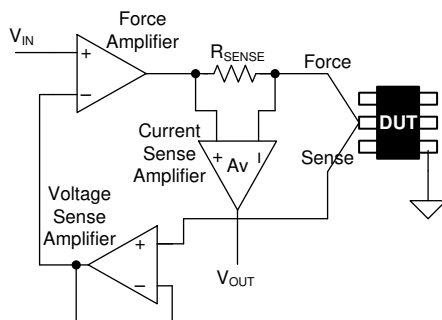 Force
Amplifier
V_IN
+
−
R_SENSE
Force
DUT
Current
Sense
Amplifier
+ Av I
Sense
Voltage
Sense
Amplifier
+
−
V_OUT